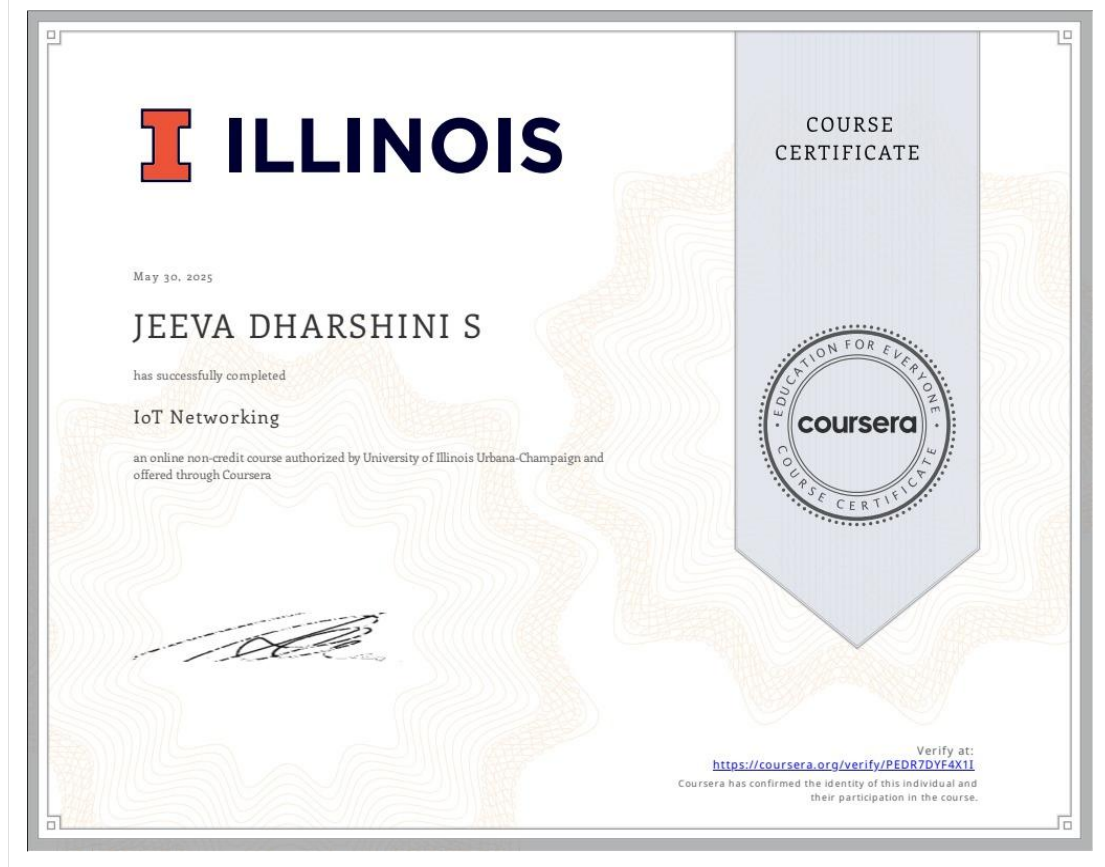 ILLINOIS
COURSE
CERTIFICATE
May 30, 2025
JEEVA DHARSHINI S
has successfully completed
IoT Networking
an online non-credit course authorized by University of Illinois Urbana-Champaign and
offered through Coursera
EDUCATION FOR EVERYONE
coursera
COURSE CERTIFICATE
Verify at:
https://coursera.org/verify/PEDR7DYF4X1I
Coursera has confirmed the identity of this individual and
their participation in the course.